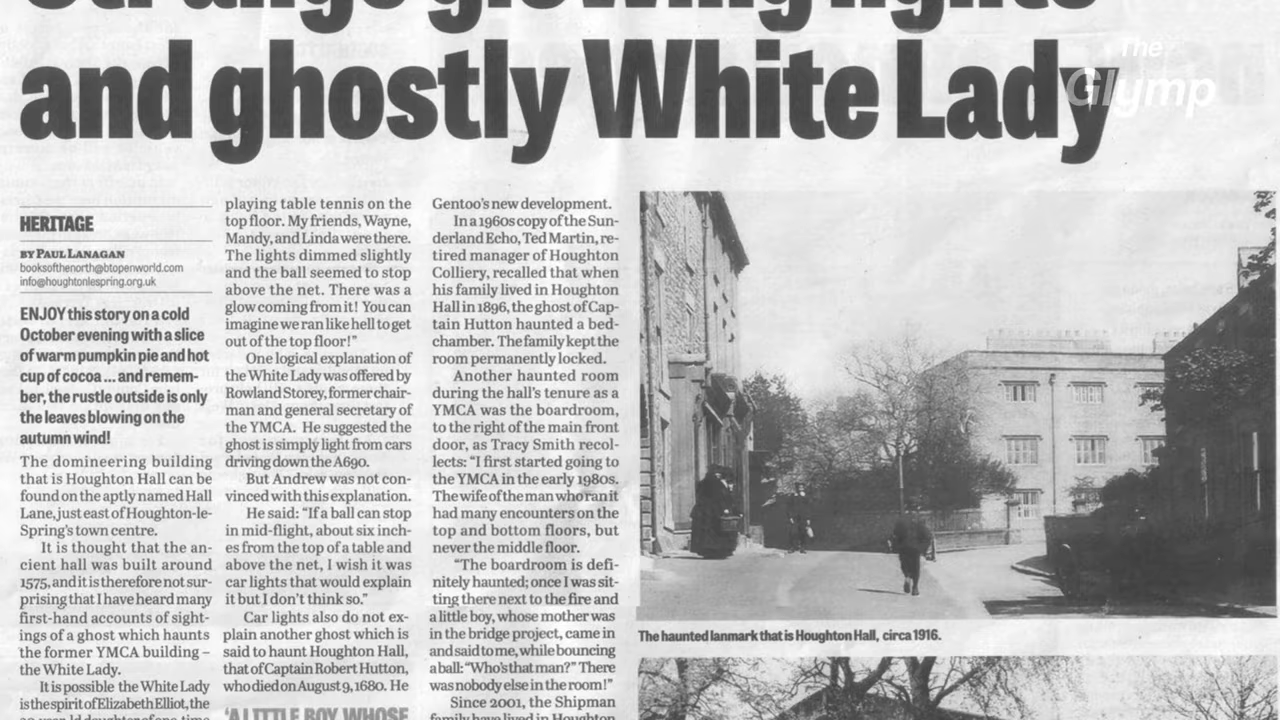 Strange glowing lights
and ghostly White Lady
The
Glymp
HERITAGE
BY PAUL LANAGAN
booksofthenorth@btopenworld.com
info@houghtonlespring.org.uk
ENJOY this story on a cold
October evening with a slice
of warm pumpkin pie and hot
cup of cocoa ... and remem-
ber, the rustle outside is only
the leaves blowing on the
autumn wind!
The domineering building
that is Houghton Hall can be
found on the aptly named Hall
Lane, just east of Houghton-le-
Spring's town centre.
It is thought that the an-
cient hall was built around
1575, and it is therefore not sur-
prising that I have heard many
first-hand accounts of sight-
ings of a ghost which haunts
the former YMCA building –
the White Lady.
It is possible the White Lady
is the spirit of Elizabeth Elliot, the
daughter of one-time
playing table tennis on the
top floor. My friends, Wayne,
Mandy, and Linda were there.
The lights dimmed slightly
and the ball seemed to stop
above the net. There was a
glow coming from it! You can
imagine we ran like hell to get
out of the top floor!"
One logical explanation of
the White Lady was offered by
Rowland Storey, former chair-
man and general secretary of
the YMCA. He suggested the
ghost is simply light from cars
driving down the A690.
But Andrew was not con-
vinced with this explanation.
He said: "If a ball can stop
in mid-flight, about six inch-
es from the top of a table and
above the net, I wish it was
car lights that would explain
it but I don't think so."
Car lights also do not ex-
plain another ghost which is
said to haunt Houghton Hall,
that of Captain Robert Hutton,
who died on August 9, 1680. He
'A LITTLE BOY WHOSE
Gentoo's new development.
In a 1960s copy of the Sun-
derland Echo, Ted Martin, re-
tired manager of Houghton
Colliery, recalled that when
his family lived in Houghton
Hall in 1896, the ghost of Cap-
tain Hutton haunted a bed-
chamber. The family kept the
room permanently locked.
Another haunted room
during the hall's tenure as a
YMCA was the boardroom,
to the right of the main front
door, as Tracy Smith recol-
lects: "I first started going to
the YMCA in the early 1980s.
The wife of the man who ran it
had many encounters on the
top and bottom floors, but
never the middle floor.
"The boardroom is defi-
nitely haunted; once I was sit-
ting there next to the fire and
a little boy, whose mother was
in the bridge project, came in
and said to me, while bouncing
a ball: "Who's that man?" There
was nobody else in the room!"
Since 2001, the Shipman
family have lived in Houghton
The haunted lanmark that is Houghton Hall, circa 1916.